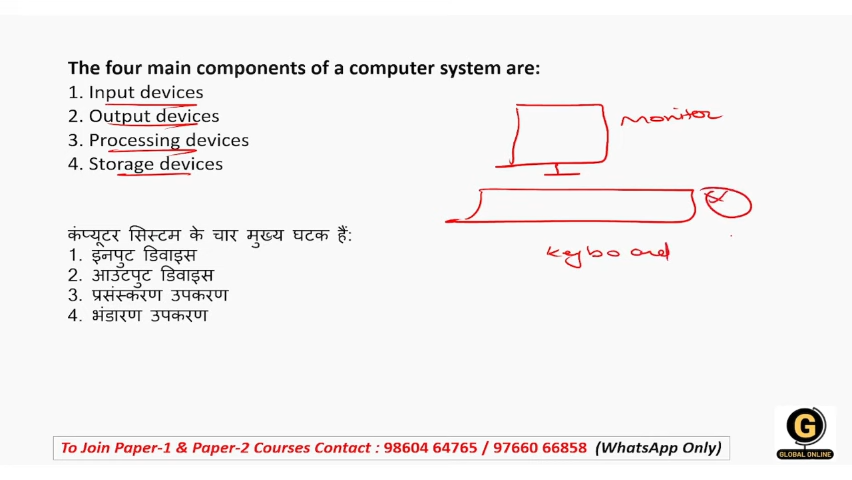 The four main components of a computer system are:
1. Input devices
2. Output devices
3. Processing devices
4. Storage devices
Monitor
Keyboard
कंप्यूटर सिस्टम के चार मुख्य घटक हैं:
1. इनपुट डिवाइस
2. आउटपुट डिवाइस
3. प्रसंस्करण उपकरण
4. भंडारण उपकरण
To Join Paper-1 & Paper-2 Courses Contact : 98604 64765 / 97660 66858 (WhatsApp Only)
G
GLOBAL ONLINE